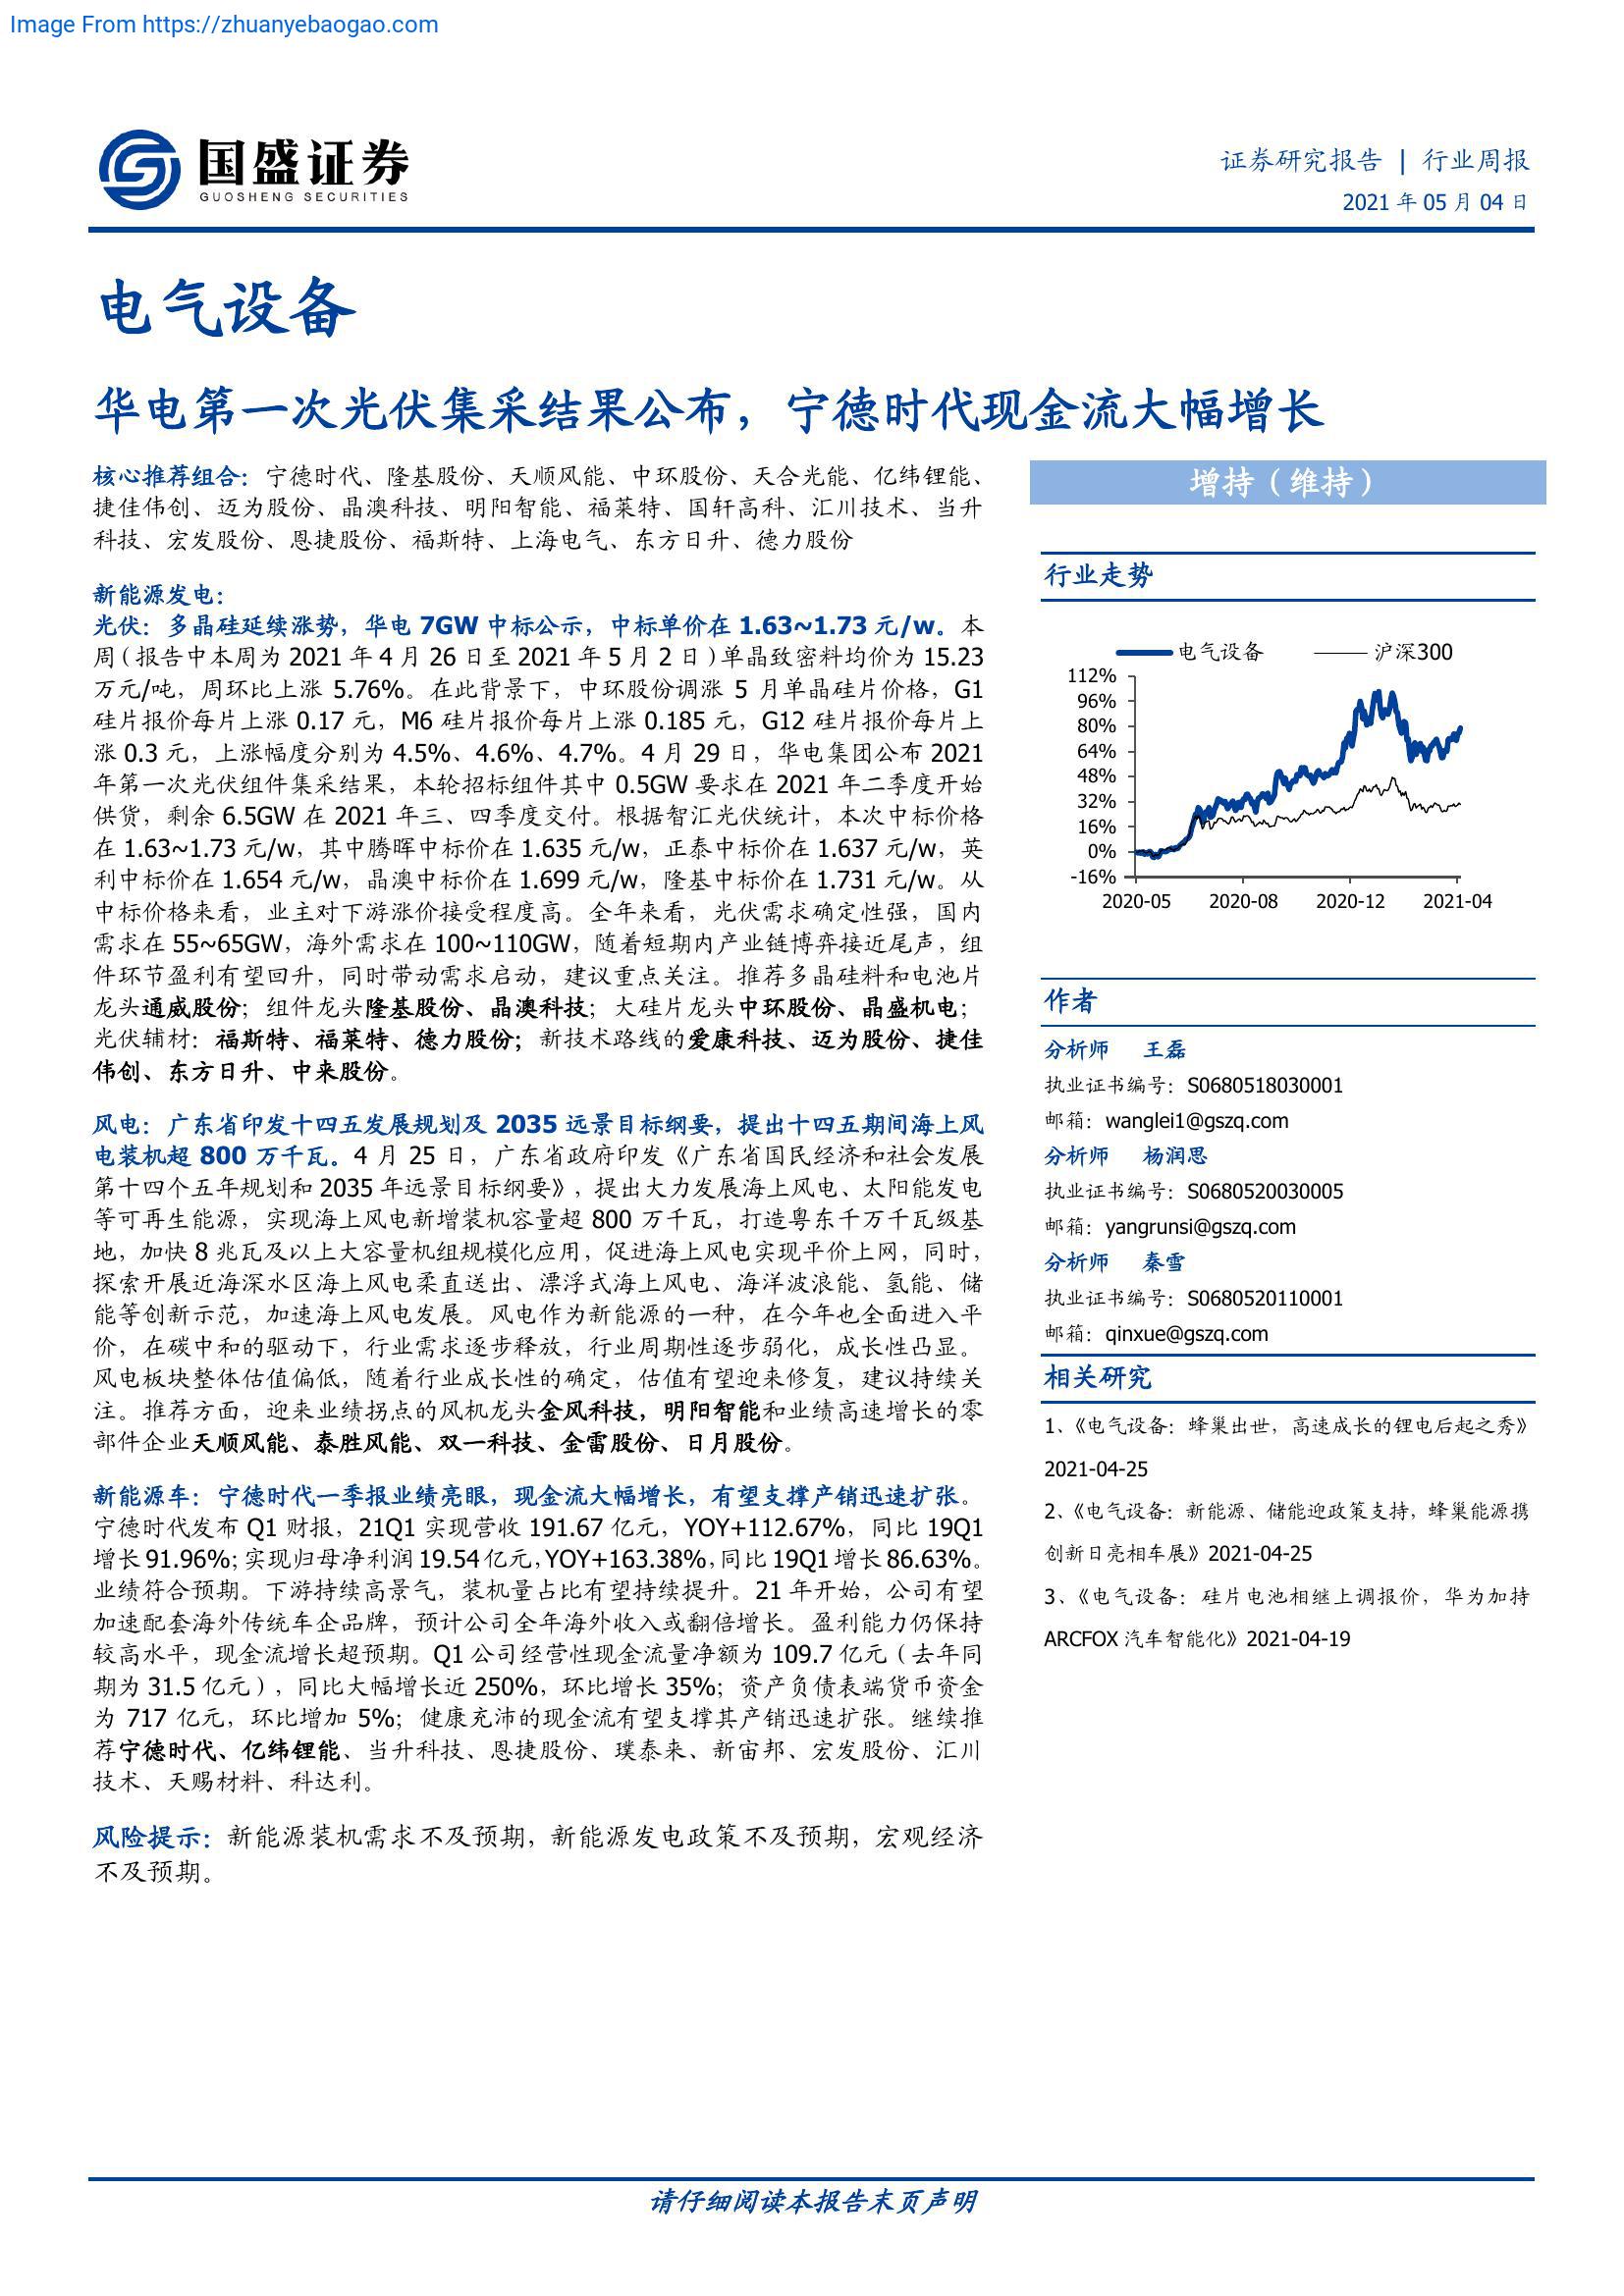 Image From https://zhuanyebaogao.com
国盛证券
GUOSHENG SECURITIES
证券研究报告 | 行业周报
2021 年 05 月 04 日
电气设备
华电第一次光伏集采结果公布，宁德时代现金流大幅增长
核心推荐组合：宁德时代、隆基股份、天顺风能、中环股份、天合光能、亿纬锂能、
捷佳伟创、迈为股份、晶澳科技、明阳智能、福莱特、国轩高科、汇川技术、当升
科技、宏发股份、恩捷股份、福斯特、上海电气、东方日升、德力股份
新能源发电：
光伏：多晶硅延续涨势，华电 7GW 中标公示，中标单价在 1.63~1.73 元/w。本
周（报告中本周为 2021 年 4 月 26 日至 2021 年 5 月 2 日）单晶致密料均价为 15.23
万元/吨，周环比上涨 5.76%。在此背景下，中环股份调涨 5 月单晶硅片价格，G1
硅片报价每片上涨 0.17 元，M6 硅片报价每片上涨 0.185 元，G12 硅片报价每片上
涨 0.3 元，上涨幅度分别为 4.5%、4.6%、4.7%。4 月 29 日，华电集团公布 2021
年第一次光伏组件集采结果，本轮招标组件其中 0.5GW 要求在 2021 年二季度开始
供货，剩余 6.5GW 在 2021 年三、四季度交付。根据智汇光伏统计，本次中标价格
在 1.63~1.73 元/w，其中腾晖中标价在 1.635 元/w，正泰中标价在 1.637 元/w，英
利中标价在 1.654 元/w，晶澳中标价在 1.699 元/w，隆基中标价在 1.731 元/w。从
中标价格来看，业主对下游涨价接受程度高。全年来看，光伏需求确定性强，国内
需求在 55~65GW，海外需求在 100~110GW，随着短期内产业链博弈接近尾声，组
件环节盈利有望回升，同时带动需求启动，建议重点关注。推荐多晶硅料和电池片
龙头通威股份；组件龙头隆基股份、晶澳科技；大硅片龙头中环股份、晶盛机电；
光伏辅材：福斯特、福莱特、德力股份；新技术路线的爱康科技、迈为股份、捷佳
伟创、东方日升、中来股份。
风电：广东省印发十四五发展规划及 2035 远景目标纲要，提出十四五期间海上风
电装机超 800 万千瓦。4 月 25 日，广东省政府印发《广东省国民经济和社会发展
第十四个五年规划和 2035 年远景目标纲要》，提出大力发展海上风电、太阳能发电
等可再生能源，实现海上风电新增装机容量超 800 万千瓦，打造粤东千万千瓦级基
地，加快 8 兆瓦及以上大容量机组规模化应用，促进海上风电实现平价上网，同时，
探索开展近海深水区海上风电柔直送出、漂浮式海上风电、海洋波浪能、氢能、储
能等创新示范，加速海上风电发展。风电作为新能源的一种，在今年也全面进入平
价，在碳中和的驱动下，行业需求逐步释放，行业周期性逐步弱化，成长性凸显。
风电板块整体估值偏低，随着行业成长性的确定，估值有望迎来修复，建议持续关
注。推荐方面，迎来业绩拐点的风机龙头金风科技，明阳智能和业绩高速增长的零
部件企业天顺风能、泰胜风能、双一科技、金雷股份、日月股份。
新能源车：宁德时代一季报业绩亮眼，现金流大幅增长，有望支撑产销迅速扩张。
宁德时代发布 Q1 财报，21Q1 实现营收 191.67 亿元，YOY+112.67%，同比 19Q1
增长 91.96%；实现归母净利润 19.54 亿元，YOY+163.38%，同比 19Q1 增长 86.63%。
业绩符合预期。下游持续高景气，装机量占比有望持续提升。21 年开始，公司有望
加速配套海外传统车企品牌，预计公司全年海外收入或翻倍增长。盈利能力仍保持
较高水平，现金流增长超预期。Q1 公司经营性现金流量净额为 109.7 亿元（去年同
期为 31.5 亿元），同比大幅增长近 250%，环比增长 35%；资产负债表端货币资金
为 717 亿元，环比增加 5%；健康充沛的现金流有望支撑其产销迅速扩张。继续推
荐宁德时代、亿纬锂能、当升科技、恩捷股份、璞泰来、新宙邦、宏发股份、汇川
技术、天赐材料、科达利。
风险提示：新能源装机需求不及预期，新能源发电政策不及预期，宏观经济
不及预期。
增持（维持）
行业走势
电气设备 沪深300
112%
96%
80%
64%
48%
32%
16%
0%
-16%
2020-05 2020-08 2020-12 2021-04
作者
分析师 王磊
执业证书编号：S0680518030001
邮箱：wanglei1@gszq.com
分析师 杨润思
执业证书编号：S0680520030005
邮箱：yangrunsi@gszq.com
分析师 秦雪
执业证书编号：S0680520110001
邮箱：qinxue@gszq.com
相关研究
1、《电气设备：蜂巢出世，高速成长的锂电后起之秀》
2021-04-25
2、《电气设备：新能源、储能迎政策支持，蜂巢能源携
创新日亮相车展》2021-04-25
3、《电气设备：硅片电池相继上调报价，华为加持
ARCFOX 汽车智能化》2021-04-19
请仔细阅读本报告末页声明